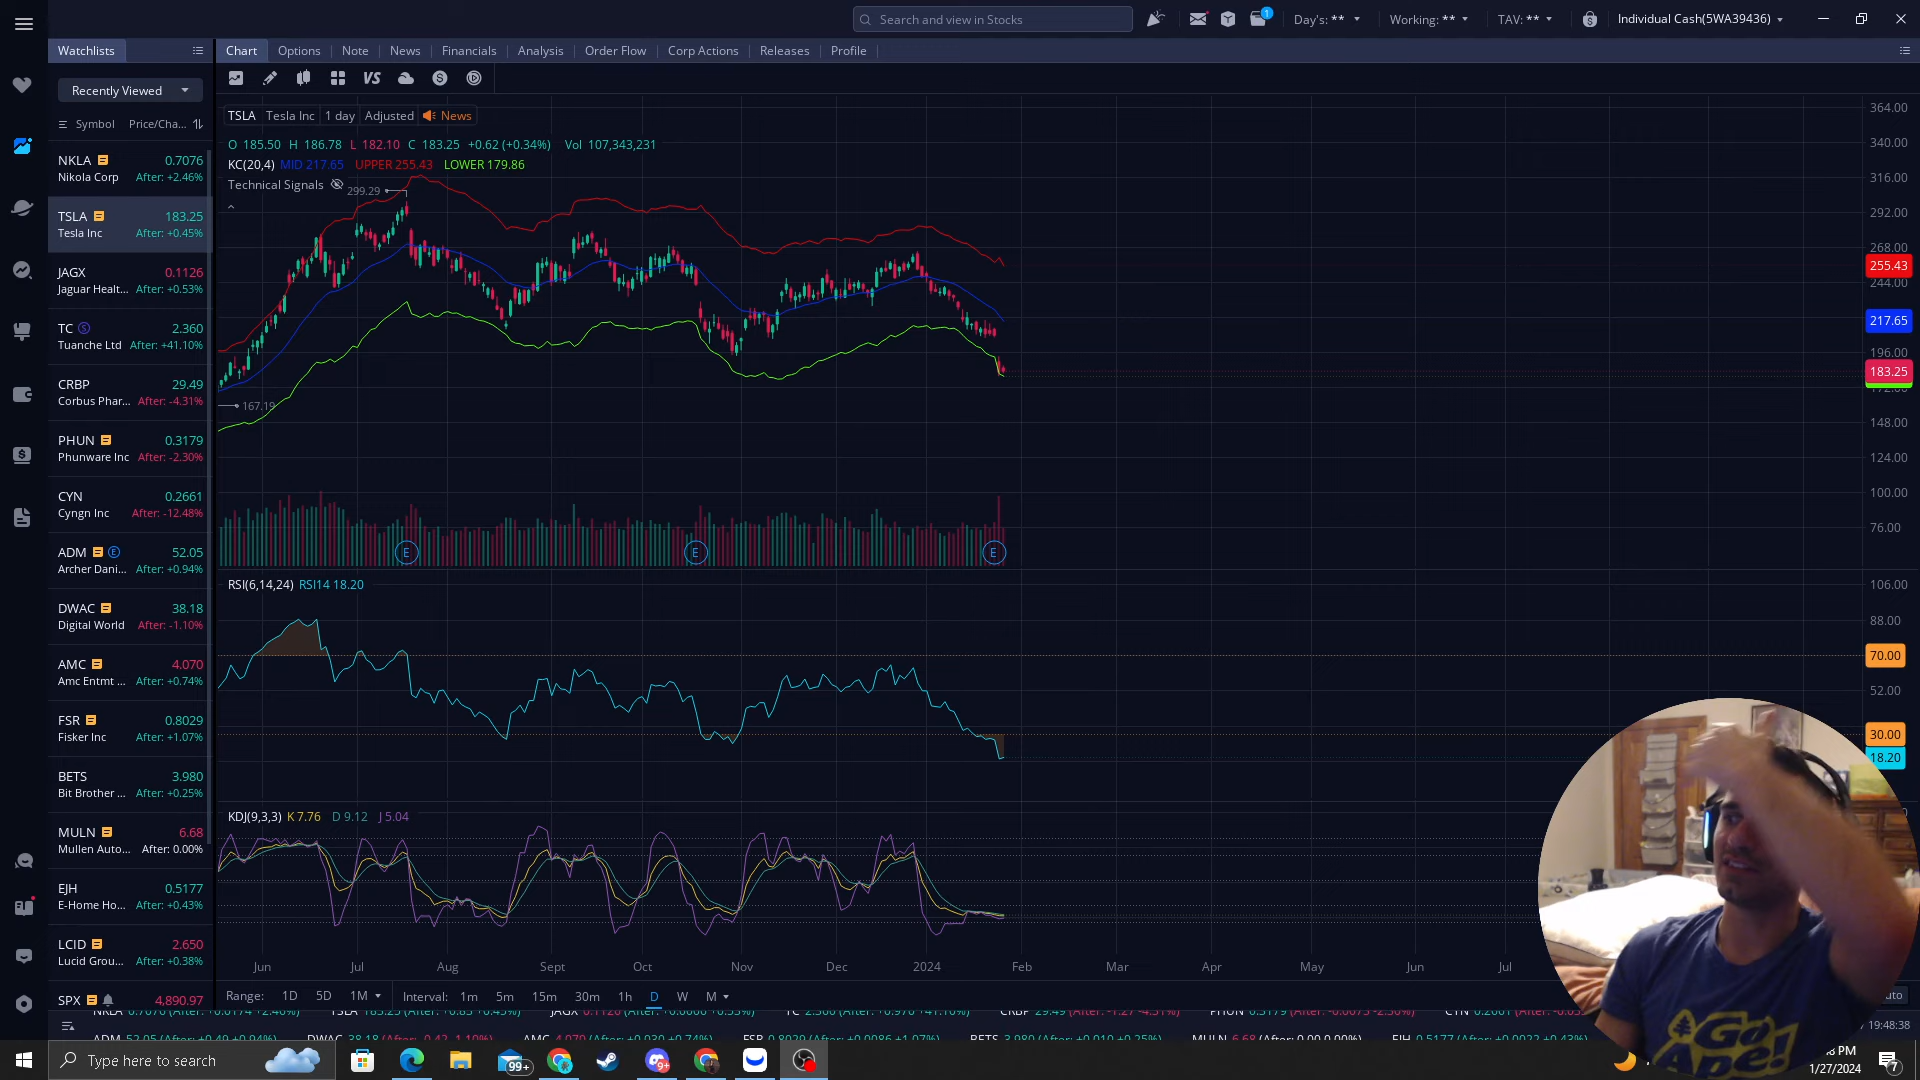 Search and view in Stocks
1
Day's: **
Working: **
TAV: **
Individual Cash(5WA39436)
Watchlists
Chart
Options
Note
News
Financials
Analysis
Order Flow
Corp Actions
Releases
Profile
VS
Recently Viewed
Symbol Price/Cha...
NKLA 0.7076
Nikola Corp After: +2.46%
TSLA 183.25
Tesla Inc After: +0.45%
JAGX 0.1126
Jaguar Healt... After: +0.53%
TC S 2.360
Tuanche Ltd After: +41.10%
CRBP 29.49
Corbus Phar... After: -4.31%
PHUN 0.3179
Phunware Inc After: -2.30%
CYN 0.2661
Cyngn Inc After: -12.48%
ADM E 52.05
Archer Dani... After: +0.94%
DWAC 38.18
Digital World After: -1.10%
AMC 4.070
Amc Entmt ... After: +0.74%
FSR 0.8029
Fisker Inc After: +1.07%
BETS 3.980
Bit Brother ... After: +0.25%
MULN 6.68
Mullen Auto... After: 0.00%
EJH 0.5177
E-Home Ho... After: +0.43%
LCID 2.650
Lucid Grou... After: +0.38%
SPX 4,890.97
TSLA Tesla Inc 1 day Adjusted News
O 185.50 H 186.78 L 182.10 C 183.25 +0.62 (+0.34%) Vol 107,343,231
KC(20,4) MID 217.65 UPPER 255.43 LOWER 179.86
Technical Signals
299.29
167.19
E
E
E
364.00
340.00
316.00
292.00
268.00
255.43
244.00
217.65
196.00
183.25
172.00
148.00
124.00
100.00
76.00
RSI(6,14,24) RSI14 18.20
106.00
88.00
70.00
52.00
30.00
18.20
KDJ(9,3,3) K 7.76 D 9.12 J 5.04
Jun Jul Aug Sept Oct Nov Dec 2024 Feb Mar Apr May Jun Jul
Range: 1D 5D 1M Interval: 1m 5m 15m 30m 1h D W M
19:48:38
Go
Ape!
Type here to search
99+
9+
PM
1/27/2024
7